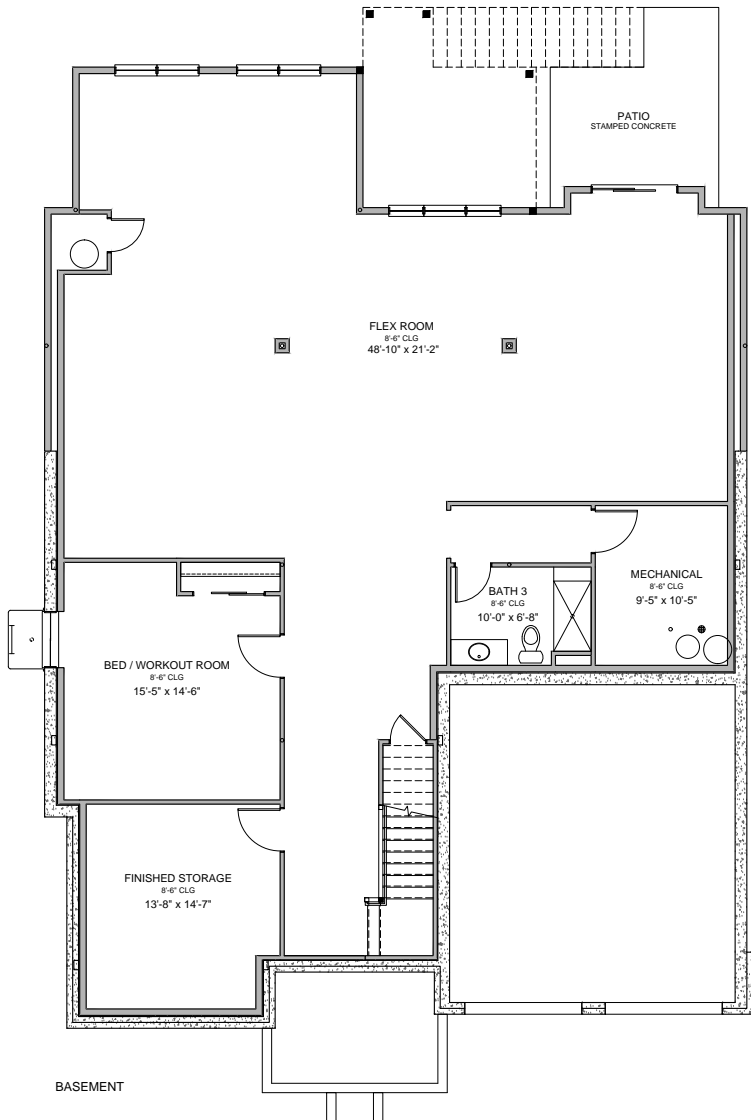 PATIO
STAMPED CONCRETE
FLEX ROOM
8'-6" CLG
48'-10" x 21'-2"
MECHANICAL
8'-6" CLG
9'-5" x 10'-5"
BATH 3
8'-6" CLG
10'-0" x 6'-8"
BED / WORKOUT ROOM
8'-6" CLG
15'-5" x 14'-6"
FINISHED STORAGE
8'-6" CLG
13'-8" x 14'-7"
BASEMENT